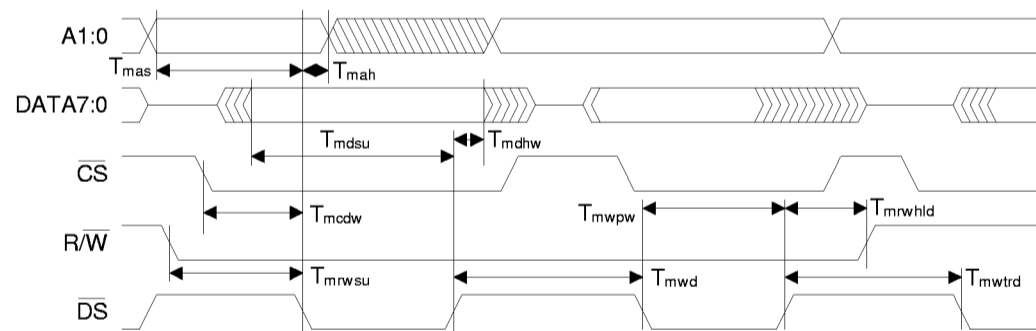 A1:0
Tmas
Tmah
DATA7:0
Tmdsu
Tmdhw
CS
Tmcdw
Tmwpw
Tmrwhld
R/W
Tmrwsu
Tmwd
Tmwtrd
DS